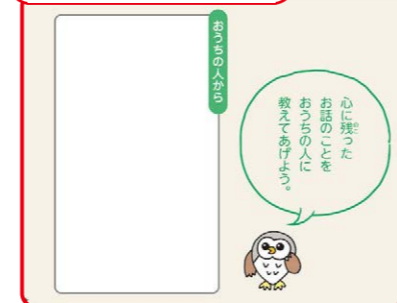 心に残った
お話のことを
おうちの人に
教えてあげよう。
おうちの人から